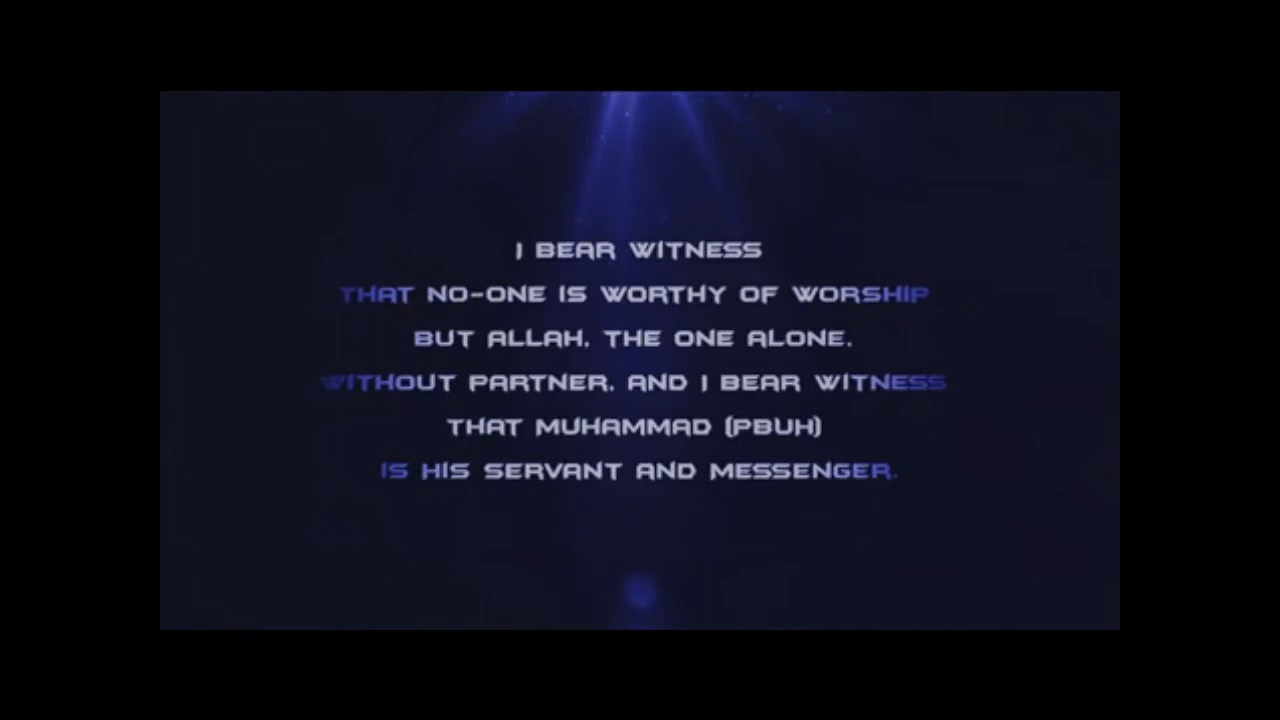 I BEAR WITNESS
THAT NO-ONE IS WORTHY OF WORSHIP
BUT ALLAH, THE ONE ALONE,
WITHOUT PARTNER, AND I BEAR WITNESS
THAT MUHAMMAD (PBUH)
IS HIS SERVANT AND MESSENGER.